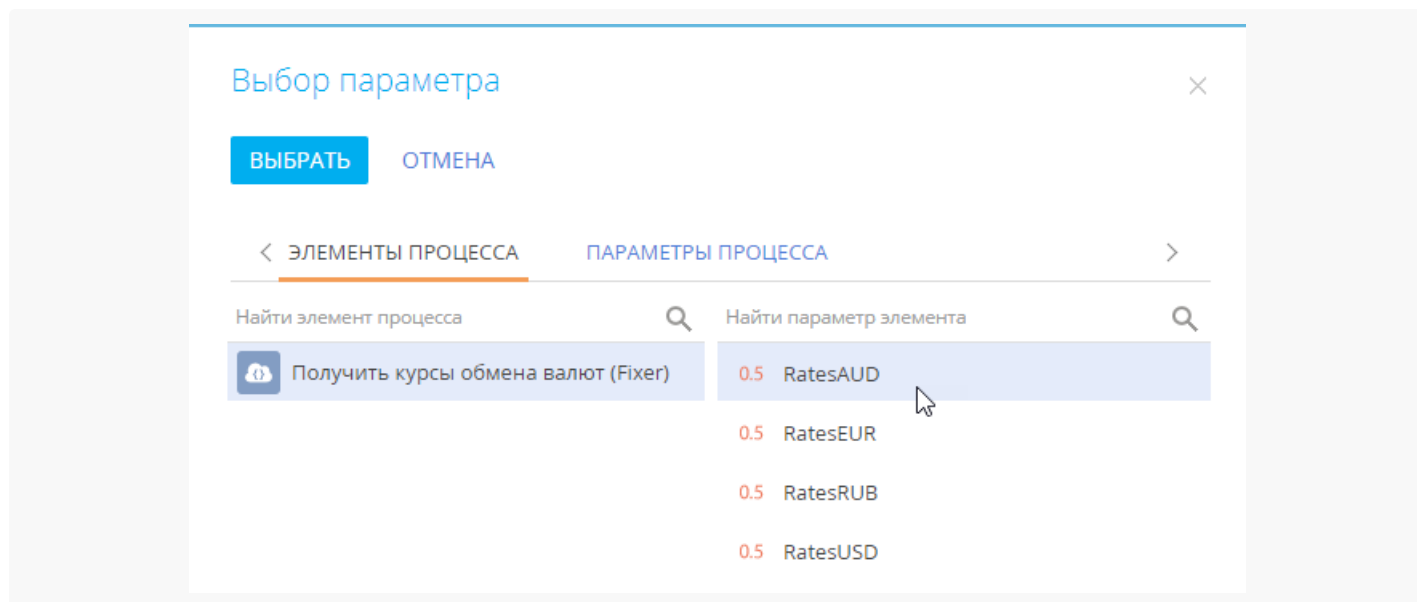 Выбор параметра
ВЫБРАТЬ ОТМЕНА
ЭЛЕМЕНТЫ ПРОЦЕССА ПАРАМЕТРЫ ПРОЦЕССА
Найти элемент процесса Найти параметр элемента
Получить курсы обмена валют (Fixer) 0.5 RatesAUD
0.5 RatesEUR
0.5 RatesRUB
0.5 RatesUSD